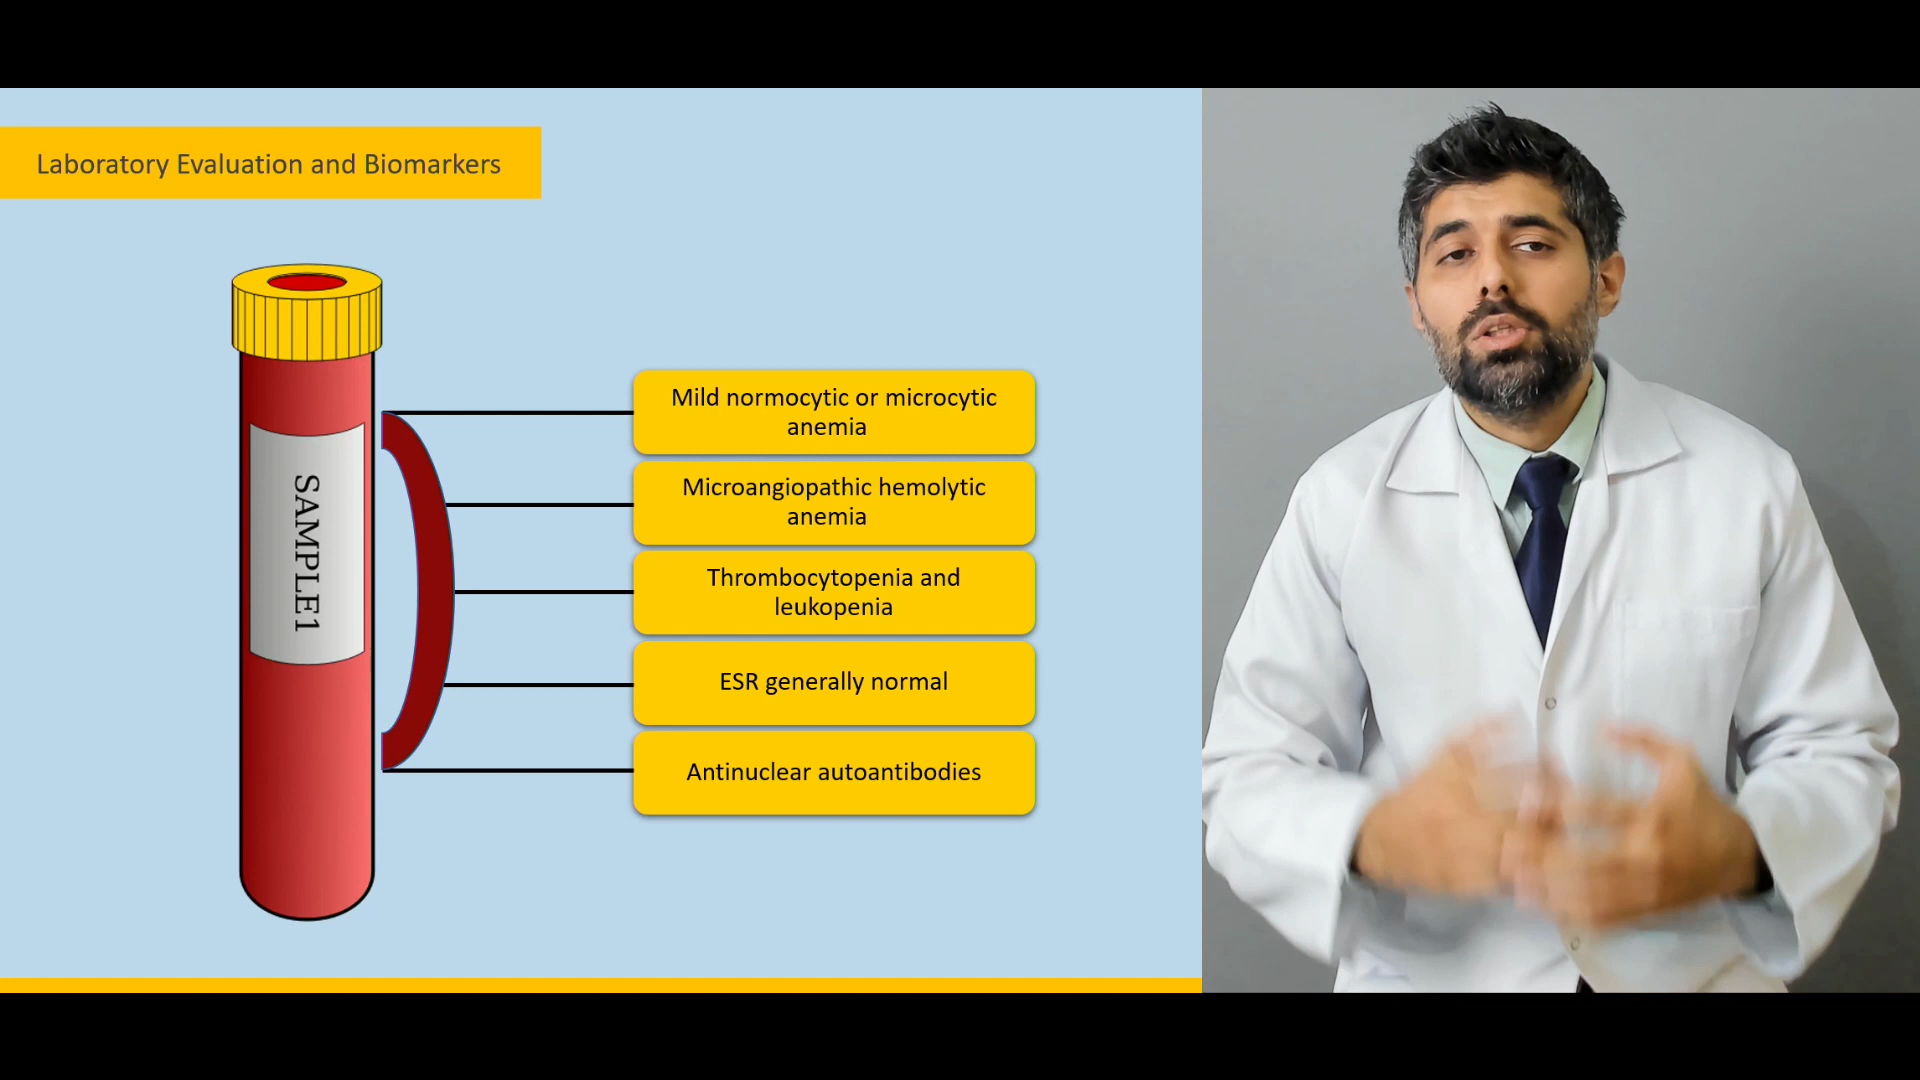 Laboratory Evaluation and Biomarkers
SAMPLE1
Mild normocytic or microcytic
anemia
Microangiopathic hemolytic
anemia
Thrombocytopenia and
leukopenia
ESR generally normal
Antinuclear autoantibodies